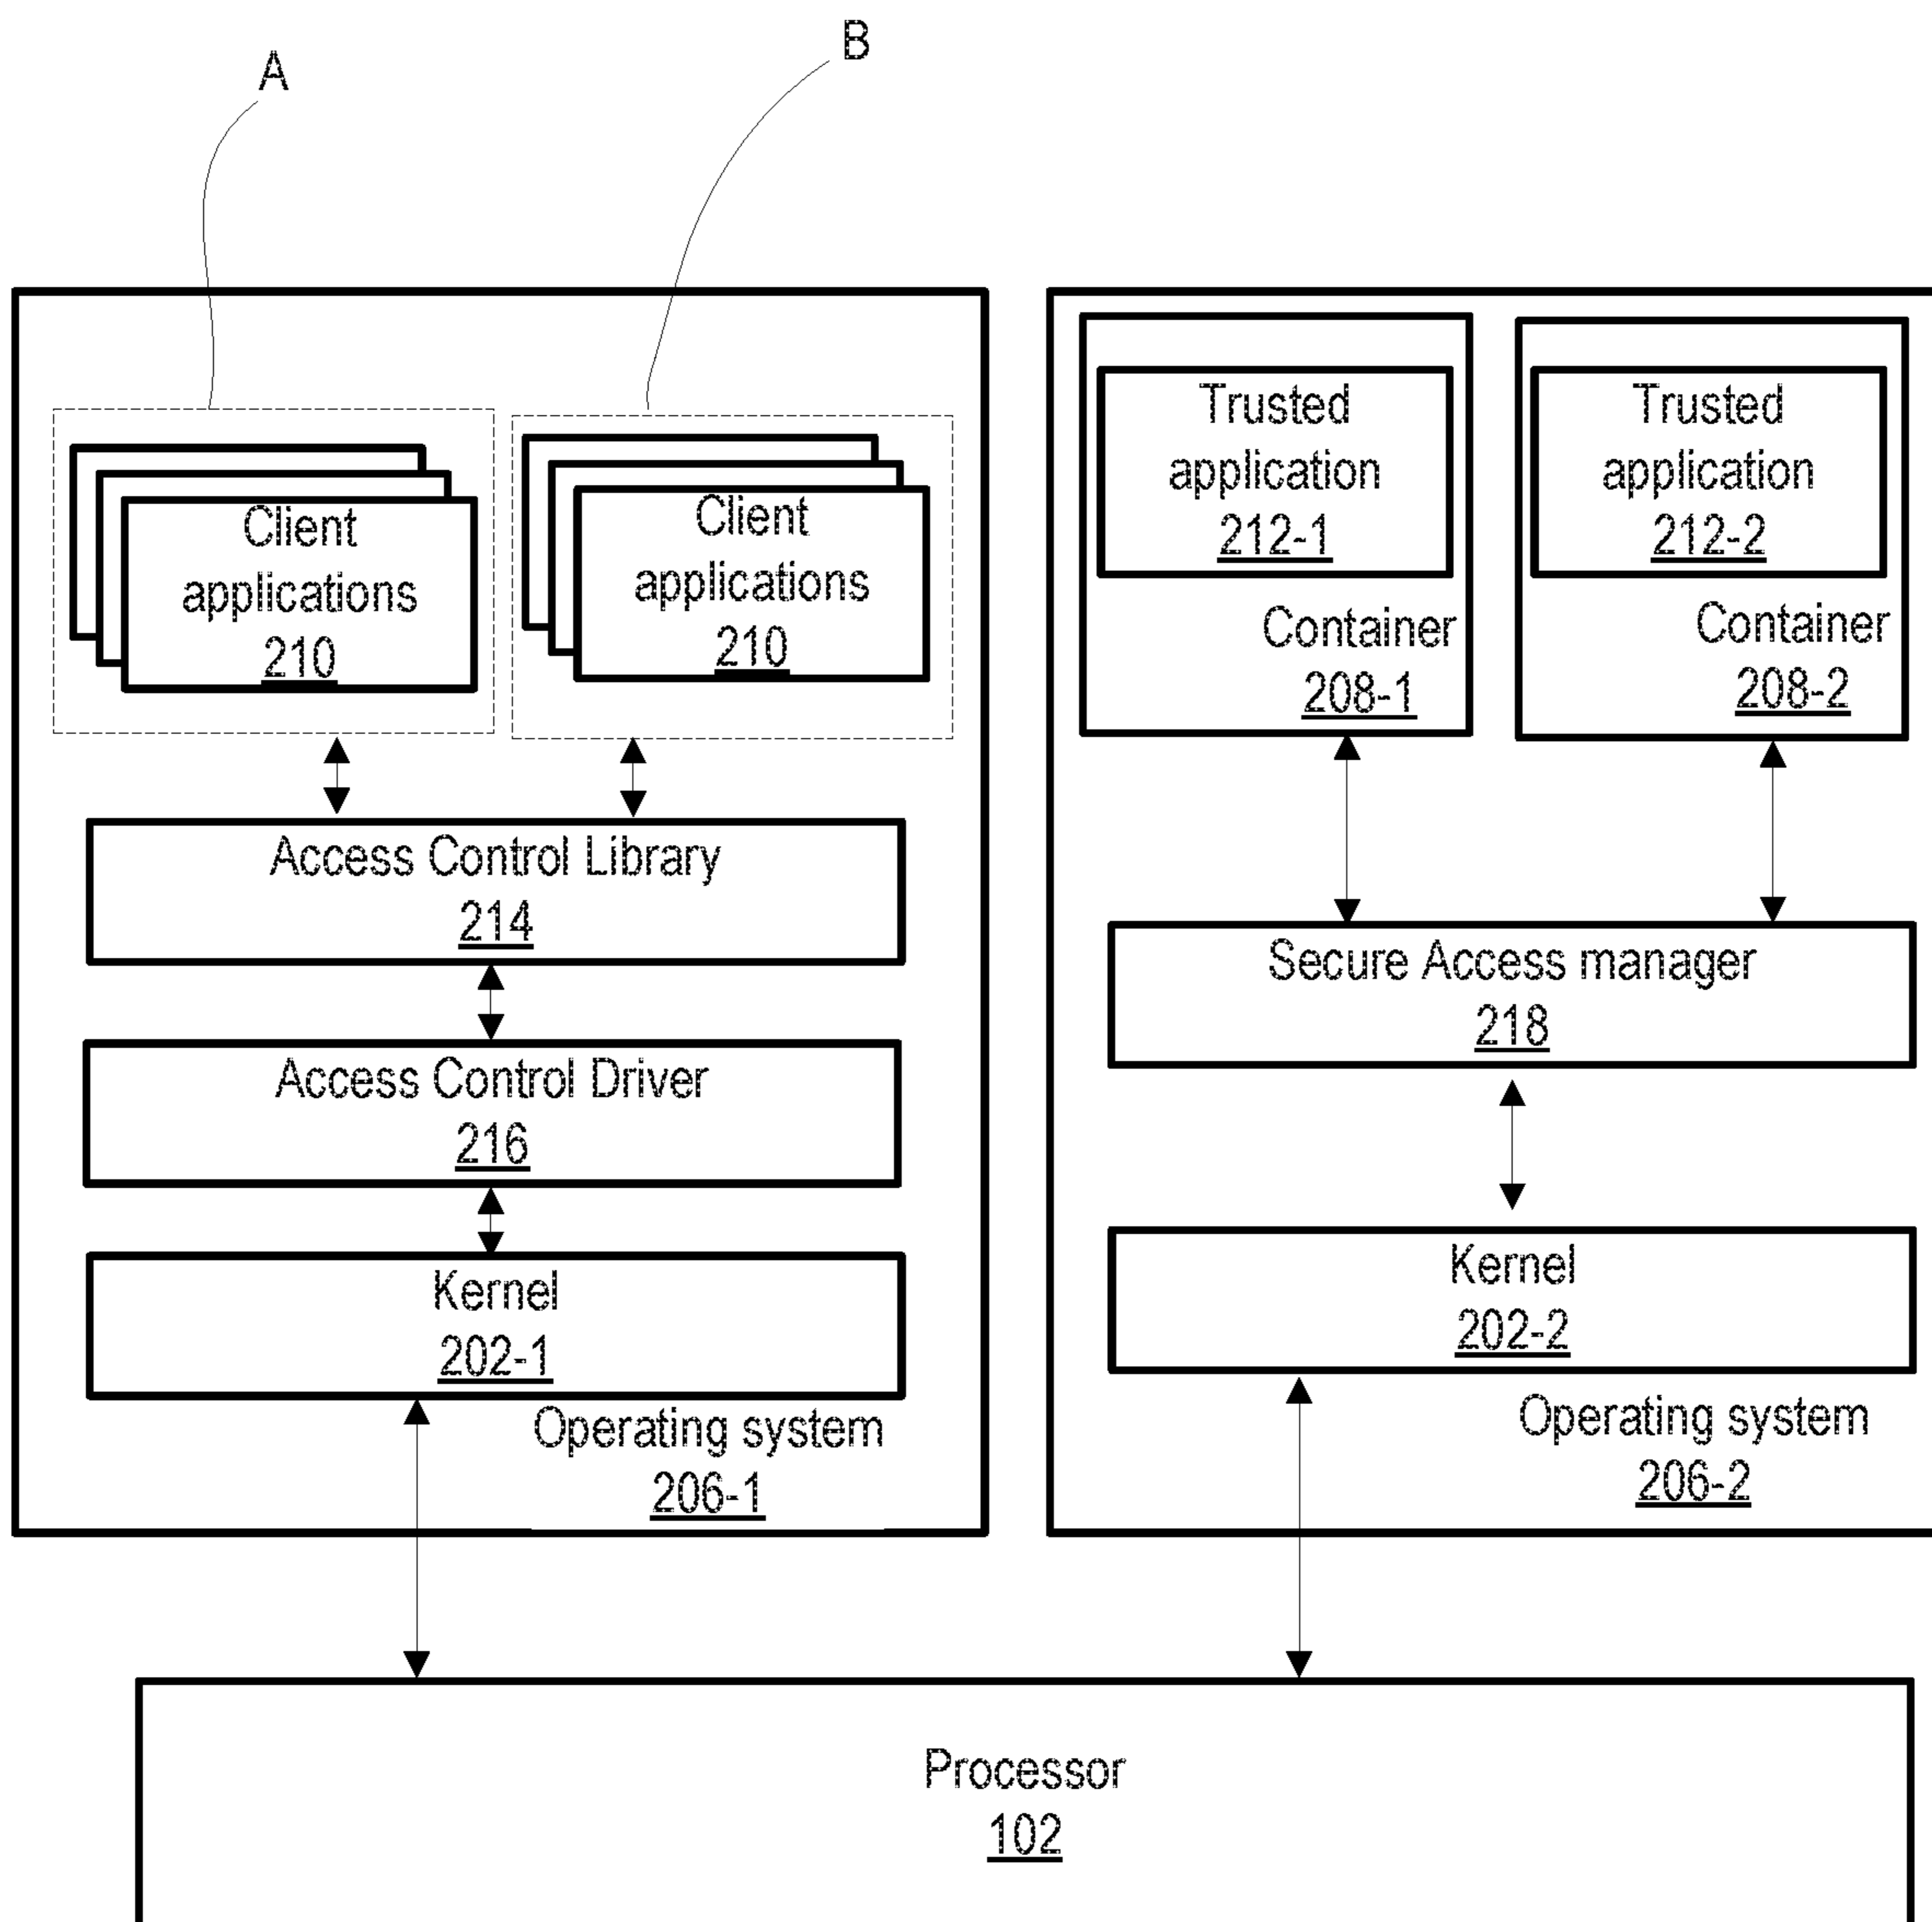 A
B
Client
applications
210
Client
applications
210
Access Control Library
214
Access Control Driver
216
Kernel
202-1
Operating system
206-1
Trusted
application
212-1
Container
208-1
Trusted
application
212-2
Container
208-2
Secure Access manager
218
Kernel
202-2
Operating system
206-2
Processor
102